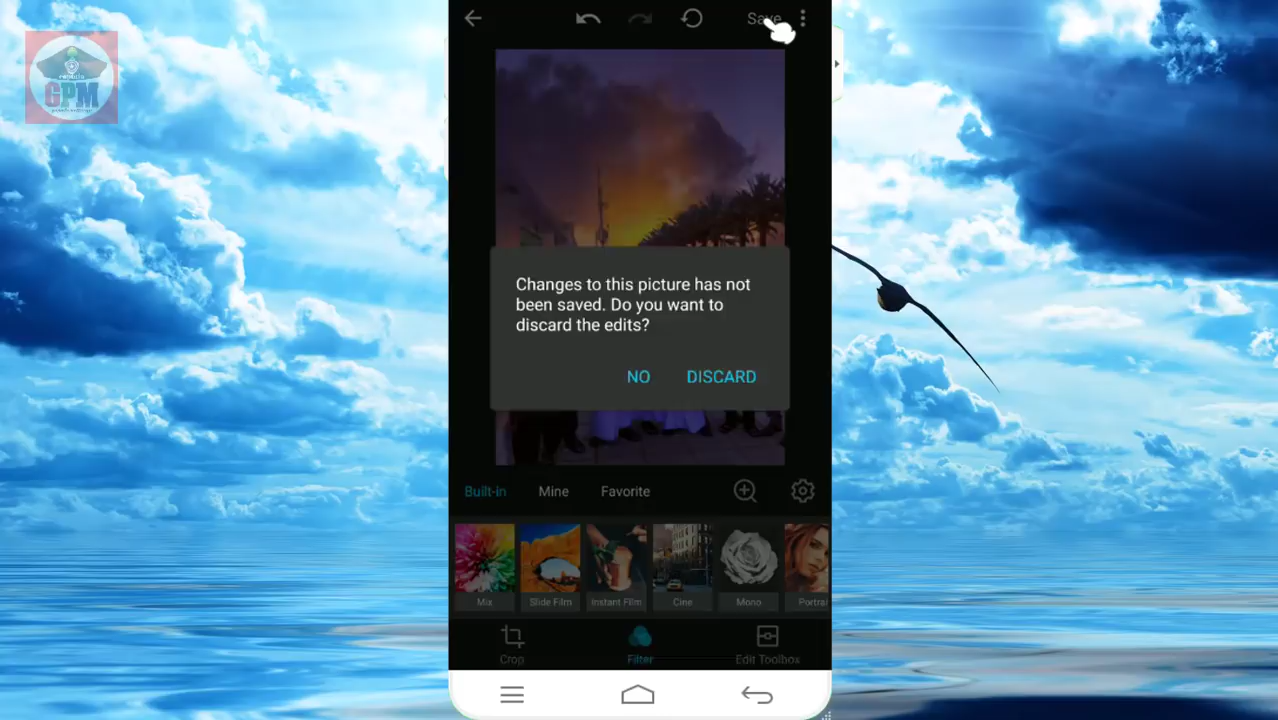 Save
GPM
Changes to this picture has not
been saved. Do you want to
discard the edits?
NO DISCARD
Built-in Mine Favorite
Mix Slide Film Instant Film Cine Mono Portrai
Crop Filter Edit Toolbox